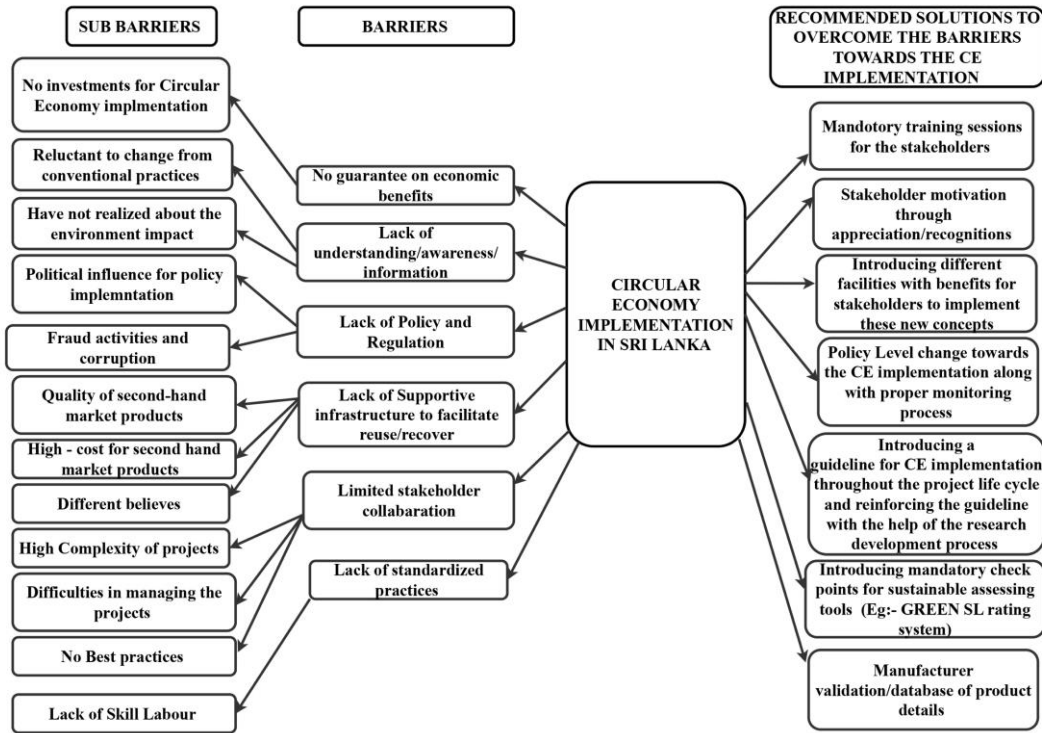 SUB BARRIERS
No investments for Circular
Economy implmentation
Reluctant to change from
conventional practices
Have not realized about the
environment impact
Political influence for policy
implemntation
Fraud activities and
corruption
Quality of second-hand
market products
High - cost for second hand
market products
Different believes
High Complexity of projects
Difficulties in managing the
projects
No Best practices
Lack of Skill Labour
BARRIERS
No guarantee on economic
benefits
Lack of
understanding/awareness/
information
Lack of Policy and
Regulation
Lack of Supportive
infrastructure to facilitate
reuse/recover
Limited stakeholder
collabaration
Lack of standardized
practices
CIRCULAR
ECONOMY
IMPLEMENTATION
IN SRI LANKA
RECOMMENDED SOLUTIONS TO
OVERCOME THE BARRIERS
TOWARDS THE CE
IMPLEMENTATION
Mandotory training sessions
for the stakeholders
Stakeholder motivation
through
appreciation/recognitions
Introducing different
facilities with benefits for
stakeholders to implement
these new concepts
Policy Level change towards
the CE implementation along
with proper monitoring
process
Introducing a
guideline for CE implementation
throughout the project life cycle
and reinforcing the guideline
with the help of the research
development process
Introducing mandatory check
points for sustainable assessing
tools (Eg:- GREEN SL rating
system)
Manufacturer
validation/database of product
details